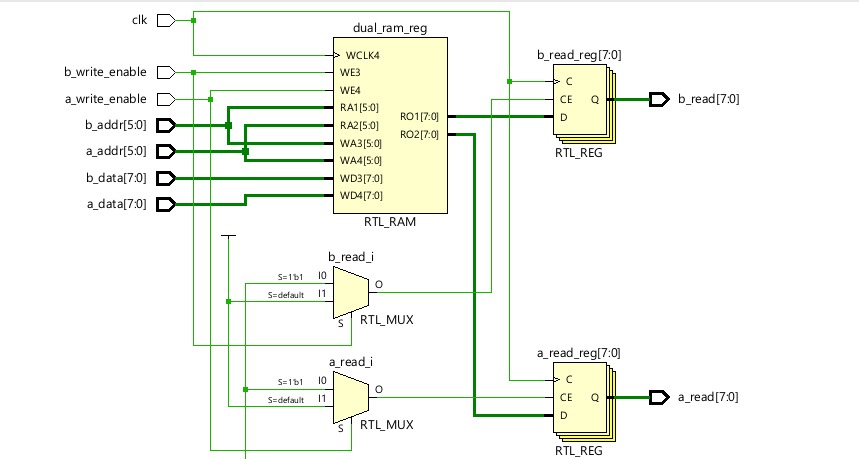 clk
b_write_enable
a_write_enable
b_addr[5:0]
a_addr[5:0]
b_data[7:0]
a_data[7:0]
dual_ram_reg
WCLK4
WE3
WE4
RA1[5:0]
RA2[5:0]
WA3[5:0]
WA4[5:0]
WD3[7:0]
WD4[7:0]
RO1[7:0]
RO2[7:0]
RTL_RAM
b_read_reg[7:0]
C
CE
D
Q
RTL_REG
b_read[7:0]
b_read_i
S=1'b1
I0
S=default
I1
O
S
RTL_MUX
a_read_i
S=1'b1
I0
S=default
I1
O
S
RTL_MUX
a_read_reg[7:0]
C
CE
D
Q
RTL_REG
a_read[7:0]